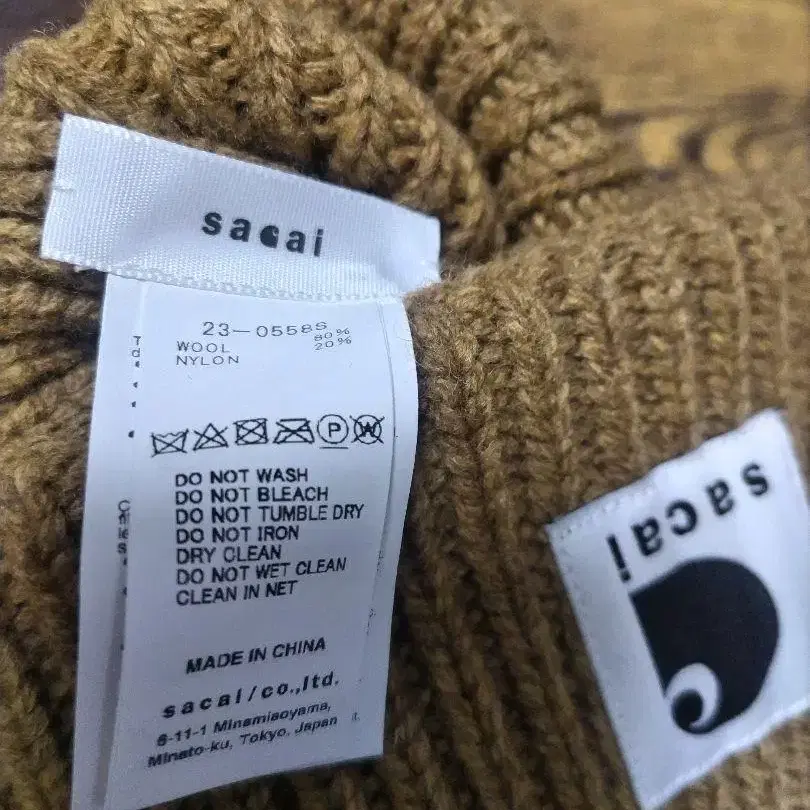 sacai
23-0558S
WOOL 80%
NYLON 20%
DO NOT WASH
DO NOT BLEACH
DO NOT TUMBLE DRY
DO NOT IRON
DRY CLEAN
DO NOT WET CLEAN
CLEAN IN NET
MADE IN CHINA
sacai/co.,ltd.
6-11-1 Minamiaoyama,
Minato-ku, Tokyo, Japan
sacai